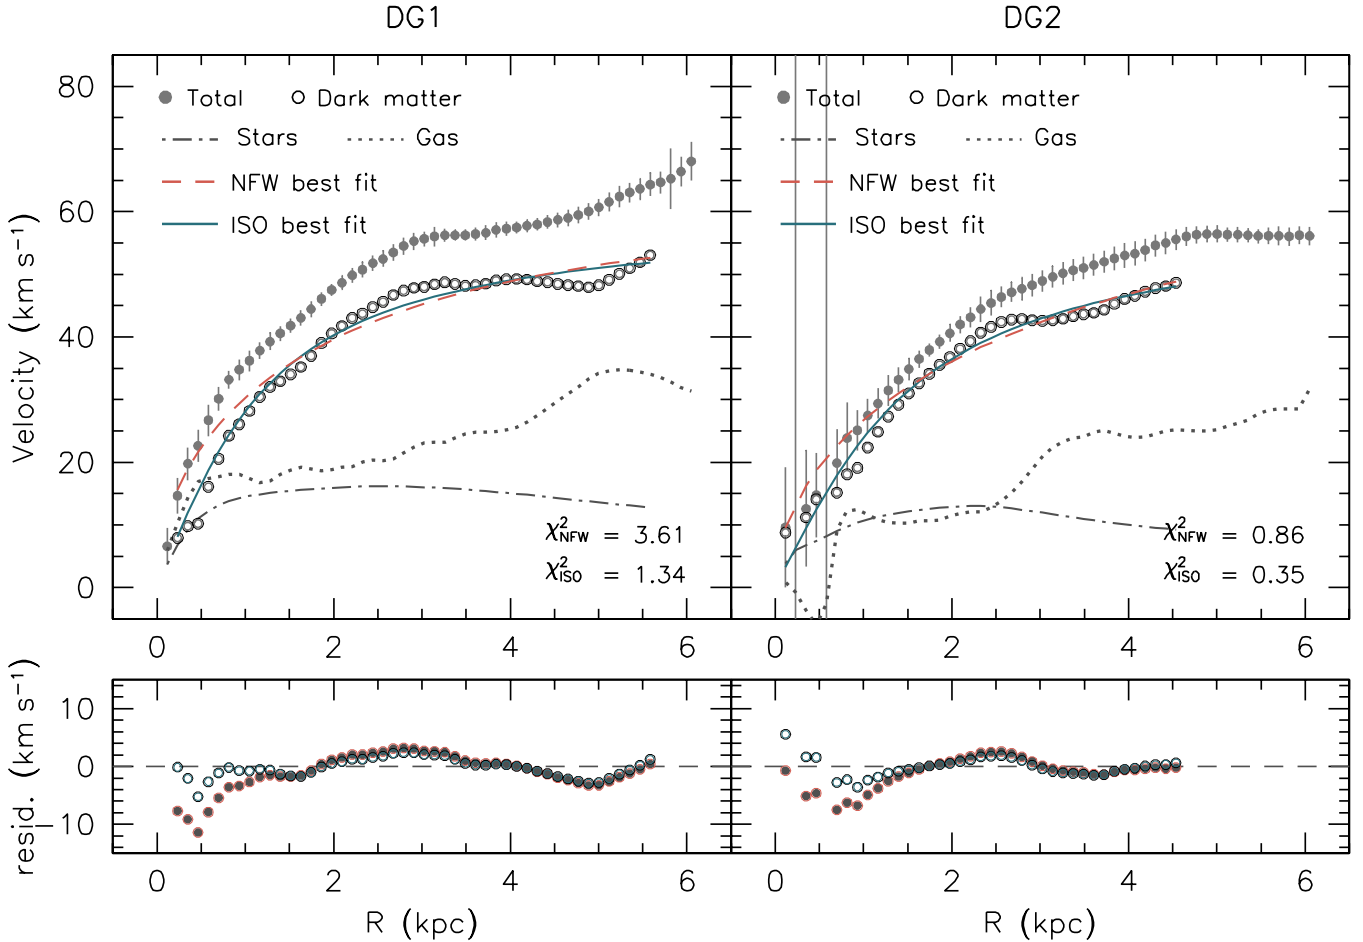 DG1 DG2
Total Dark matter Total Dark matter
Stars Gas Stars Gas
NFW best fit NFW best fit
ISO best fit ISO best fit
80
60
40
20
0
Velocity (km s⁻¹)
χ²NFW = 3.61 χ²NFW = 0.86
χ²ISO = 1.34 χ²ISO = 0.35
0 2 4 6 0 2 4 6
10
0
−10
resid. (km s⁻¹)
0 2 4 6 0 2 4 6
R (kpc) R (kpc)